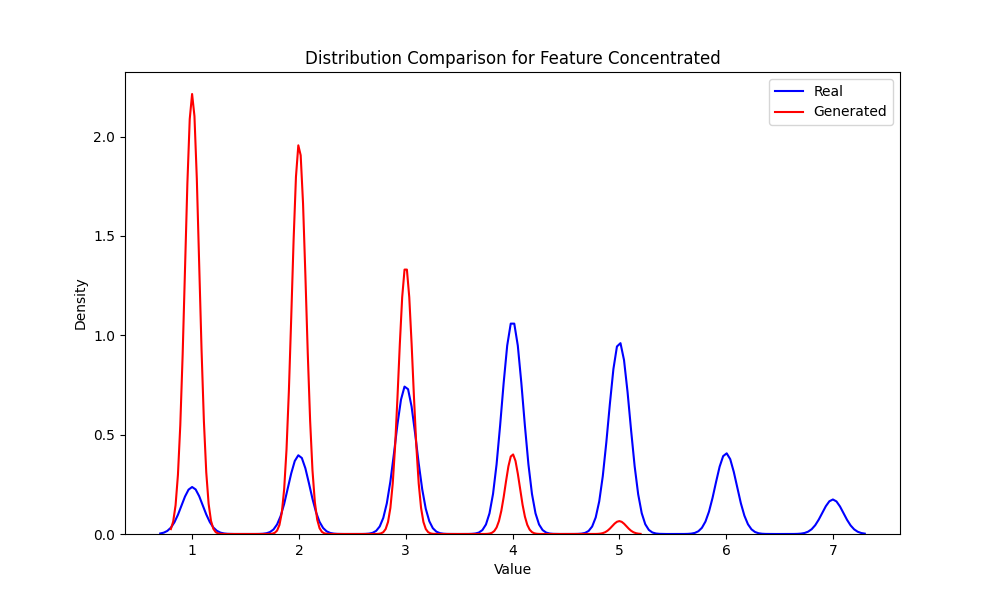 Distribution Comparison for Feature Concentrated
Real
Generated
2.0
1.5
1.0
0.5
0.0
Density
1 2 3 4 5 6 7
Value